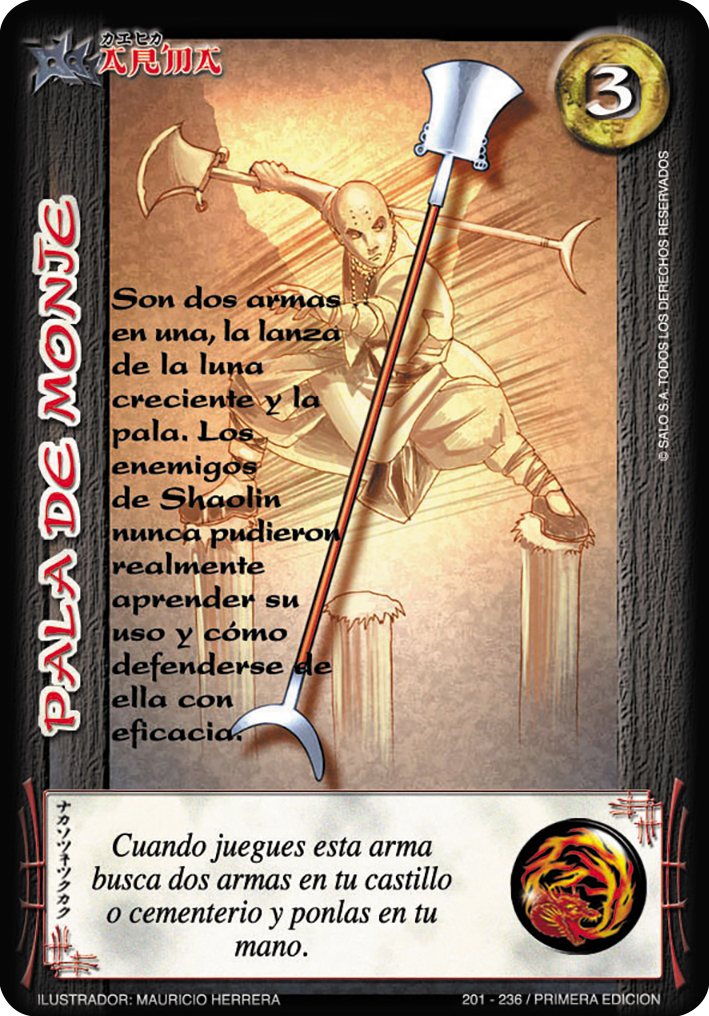 カエヒカ
ARMA
3
PALA DE MONJE
© SALO S.A. TODOS LOS DERECHOS RESERVADOS
Son dos armas
en una, la lanza
de la luna
creciente y la
pala. Los
enemigos
de Shaolin
nunca pudieron
realmente
aprender su
uso y cómo
defenderse de
ella con
eficacia.
ナカソツネツクカク
Cuando juegues esta arma
busca dos armas en tu castillo
o cementerio y ponlas en tu
mano.
ILUSTRADOR: MAURICIO HERRERA
201 - 236 / PRIMERA EDICION